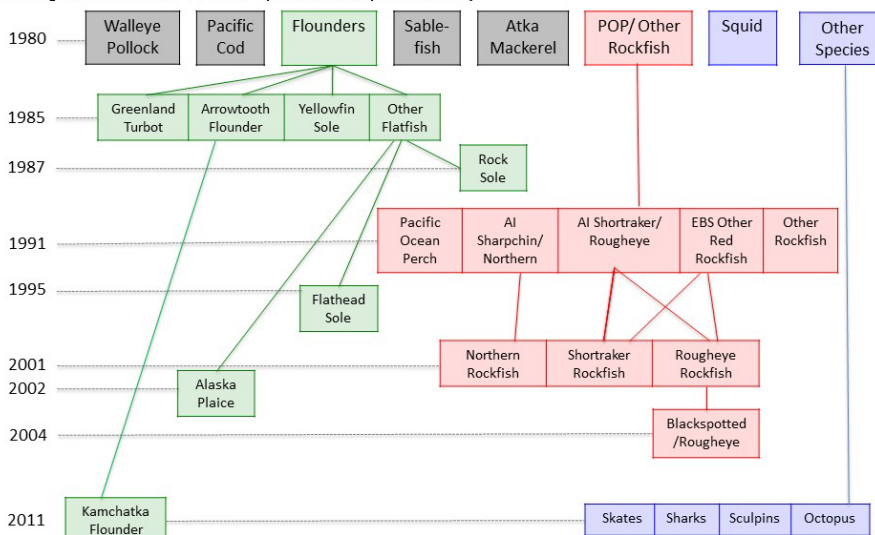 1980
Walleye
Pollock
Pacific
Cod
Flounders
Sable-
fish
Atka
Mackerel
POP/ Other
Rockfish
Squid
Other
Species
1985
Greenland
Turbot
Arrowtooth
Flounder
Yellowfin
Sole
Other
Flatfish
1987
Rock
Sole
1991
Pacific
Ocean
Perch
AI
Sharpchin/
Northern
AI Shortraker/
Rougheye
EBS Other
Red
Rockfish
Other
Rockfish
1995
Flathead
Sole
2001
Northern
Rockfish
Shortraker
Rockfish
Rougheye
Rockfish
2002
Alaska
Plaice
2004
Blackspotted
/Rougheye
2011
Kamchatka
Flounder
Skates
Sharks
Sculpins
Octopus